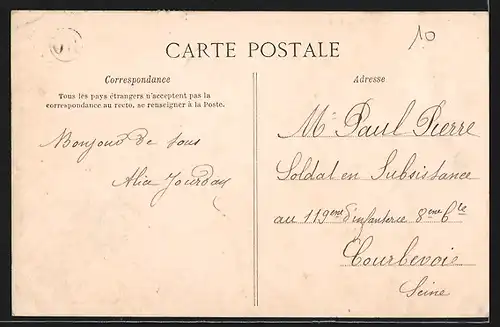 10
CARTE POSTALE
Correspondance
Tous les pays étrangers n'acceptent pas la
correspondance au recto, se renseigner à la Poste.
Bonjour de tous
Alice Jourdan
Adresse
Mr Paul Pierre
Soldat en Subsistance
au 119ème d'infanterie 8ème Cie
Courbevoie
Seine